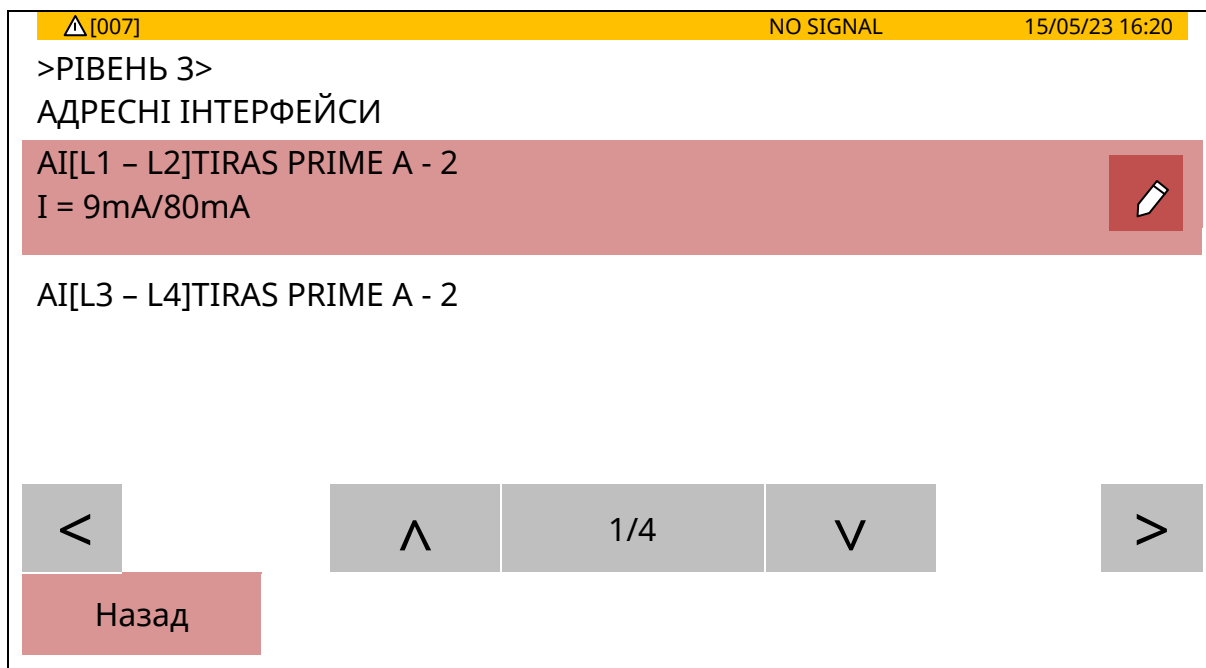 ⚠[007] NO SIGNAL 15/05/23 16:20
>РІВЕНЬ 3>
АДРЕСНІ ІНТЕРФЕЙСИ
AI[L1 – L2]TIRAS PRIME A - 2
I = 9mA/80mA
AI[L3 – L4]TIRAS PRIME A - 2
< ᐱ 1/4 ᐯ >
Назад